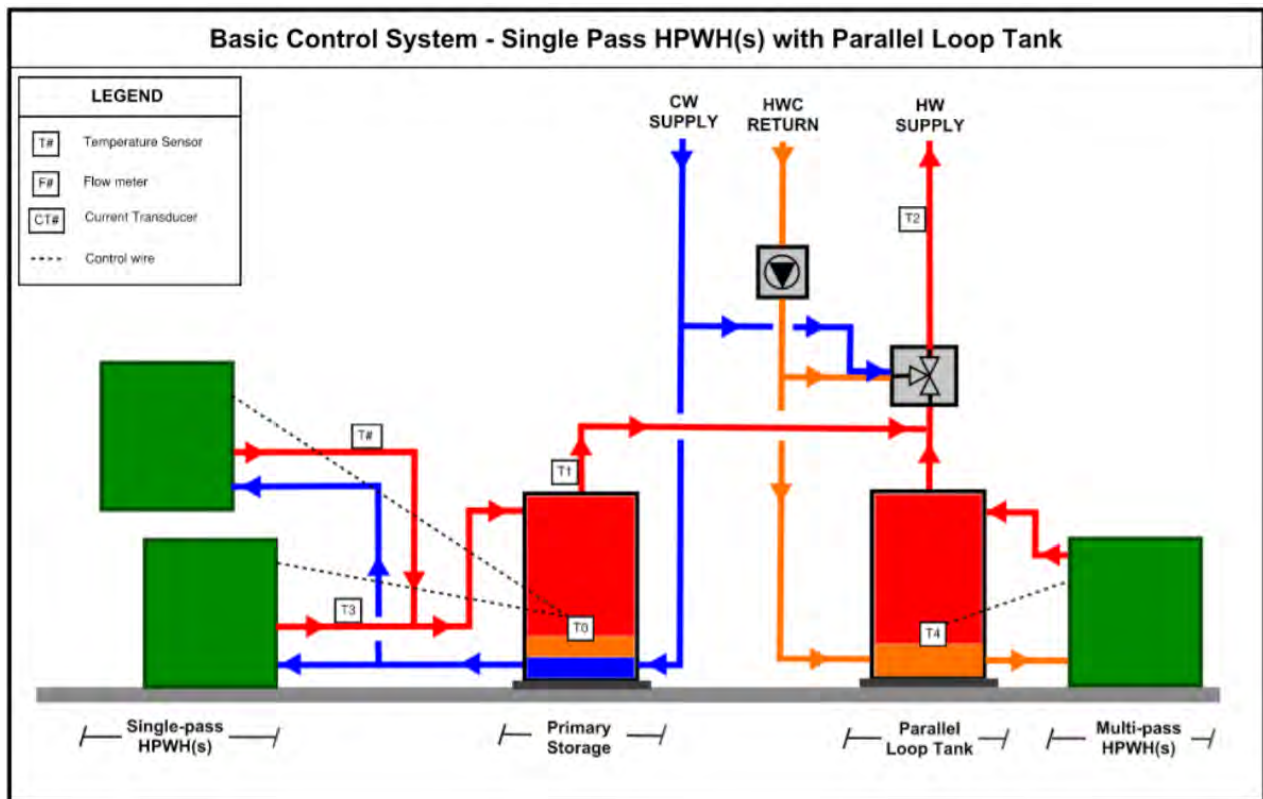 Basic Control System - Single Pass HPWH(s) with Parallel Loop Tank
LEGEND
T# Temperature Sensor
F# Flow meter
CT# Current Transducer
Control wire
CW
SUPPLY
HWC
RETURN
HW
SUPPLY
T2
T#
T1
T3
T0
T4
Single-pass
HPWH(s)
Primary
Storage
Parallel
Loop Tank
Multi-pass
HPWH(s)